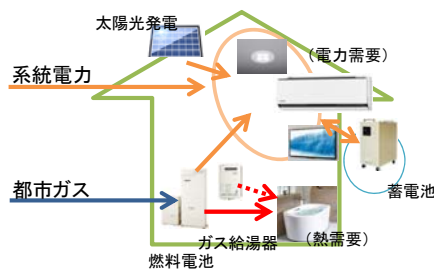 太陽光発電
(電力需要)
系統電力
都市ガス
蓄電池
ガス給湯器
(熱需要)
燃料電池